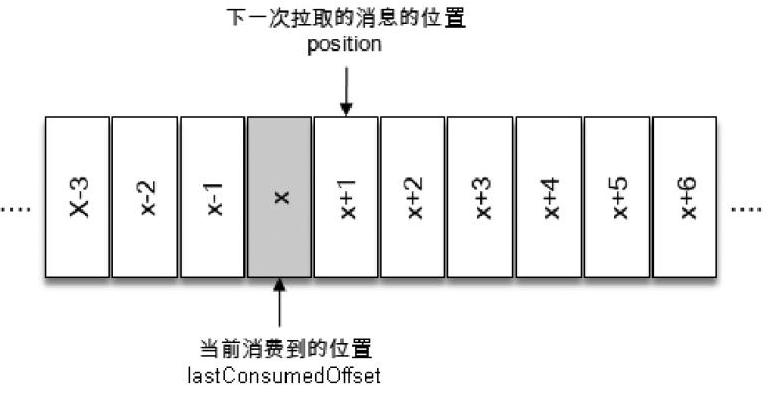 下一次拉取的消息的位置
position
.... X-3 x-2 x-1 x x+1 x+2 x+3 x+4 x+5 x+6 ....
当前消费到的位置
lastConsumedOffset